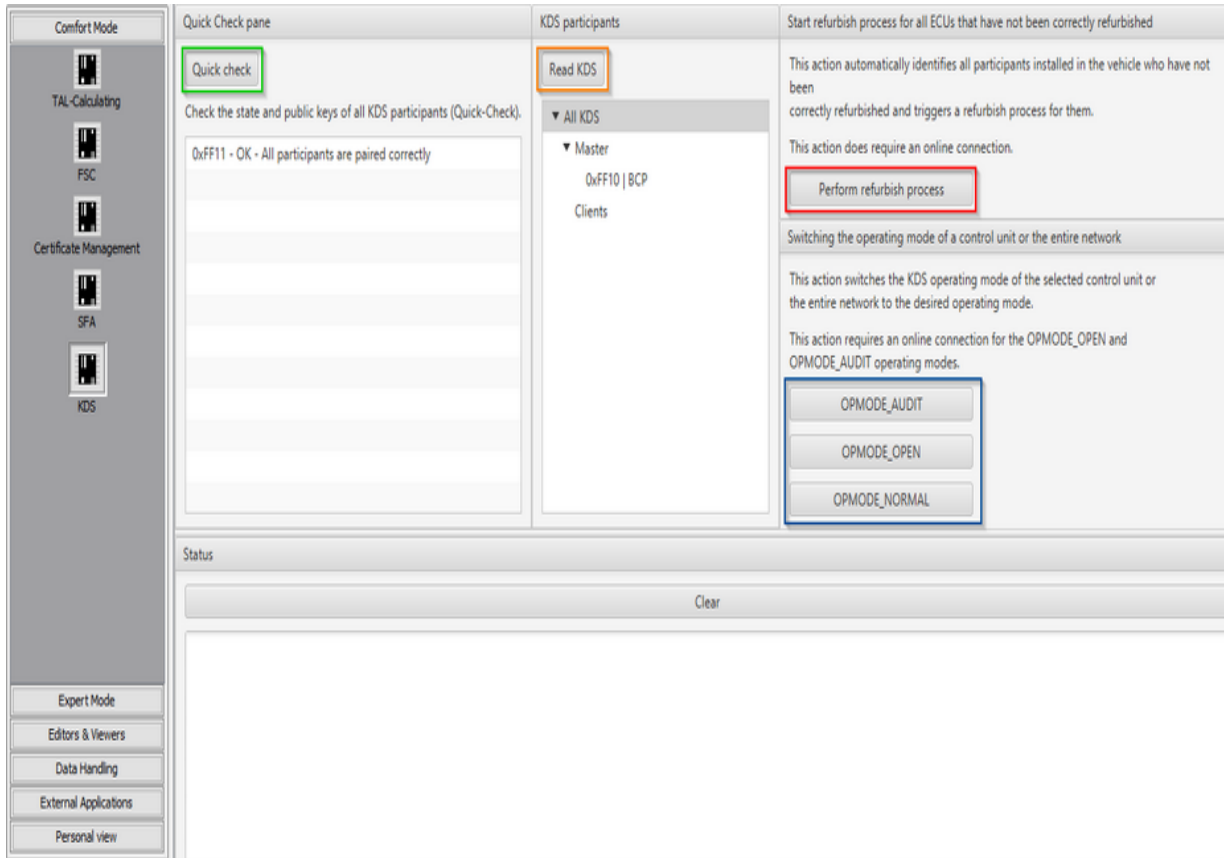 Comfort Mode
TAL-Calculating
FSC
Certificate Management
SFA
KDS
Expert Mode
Editors & Viewers
Data Handling
External Applications
Personal view
Quick Check pane
Quick check
Check the state and public keys of all KDS participants (Quick-Check).
0xFF11 - OK - All participants are paired correctly
KDS participants
Read KDS
▼ All KDS
▼ Master
0xFF10 | BCP
Clients
Start refurbish process for all ECUs that have not been correctly refurbished
This action automatically identifies all participants installed in the vehicle who have not
been
correctly refurbished and triggers a refurbish process for them.
This action does require an online connection.
Perform refurbish process
Switching the operating mode of a control unit or the entire network
This action switches the KDS operating mode of the selected control unit or
the entire network to the desired operating mode.
This action requires an online connection for the OPMODE_OPEN and
OPMODE_AUDIT operating modes.
OPMODE_AUDIT
OPMODE_OPEN
OPMODE_NORMAL
Status
Clear